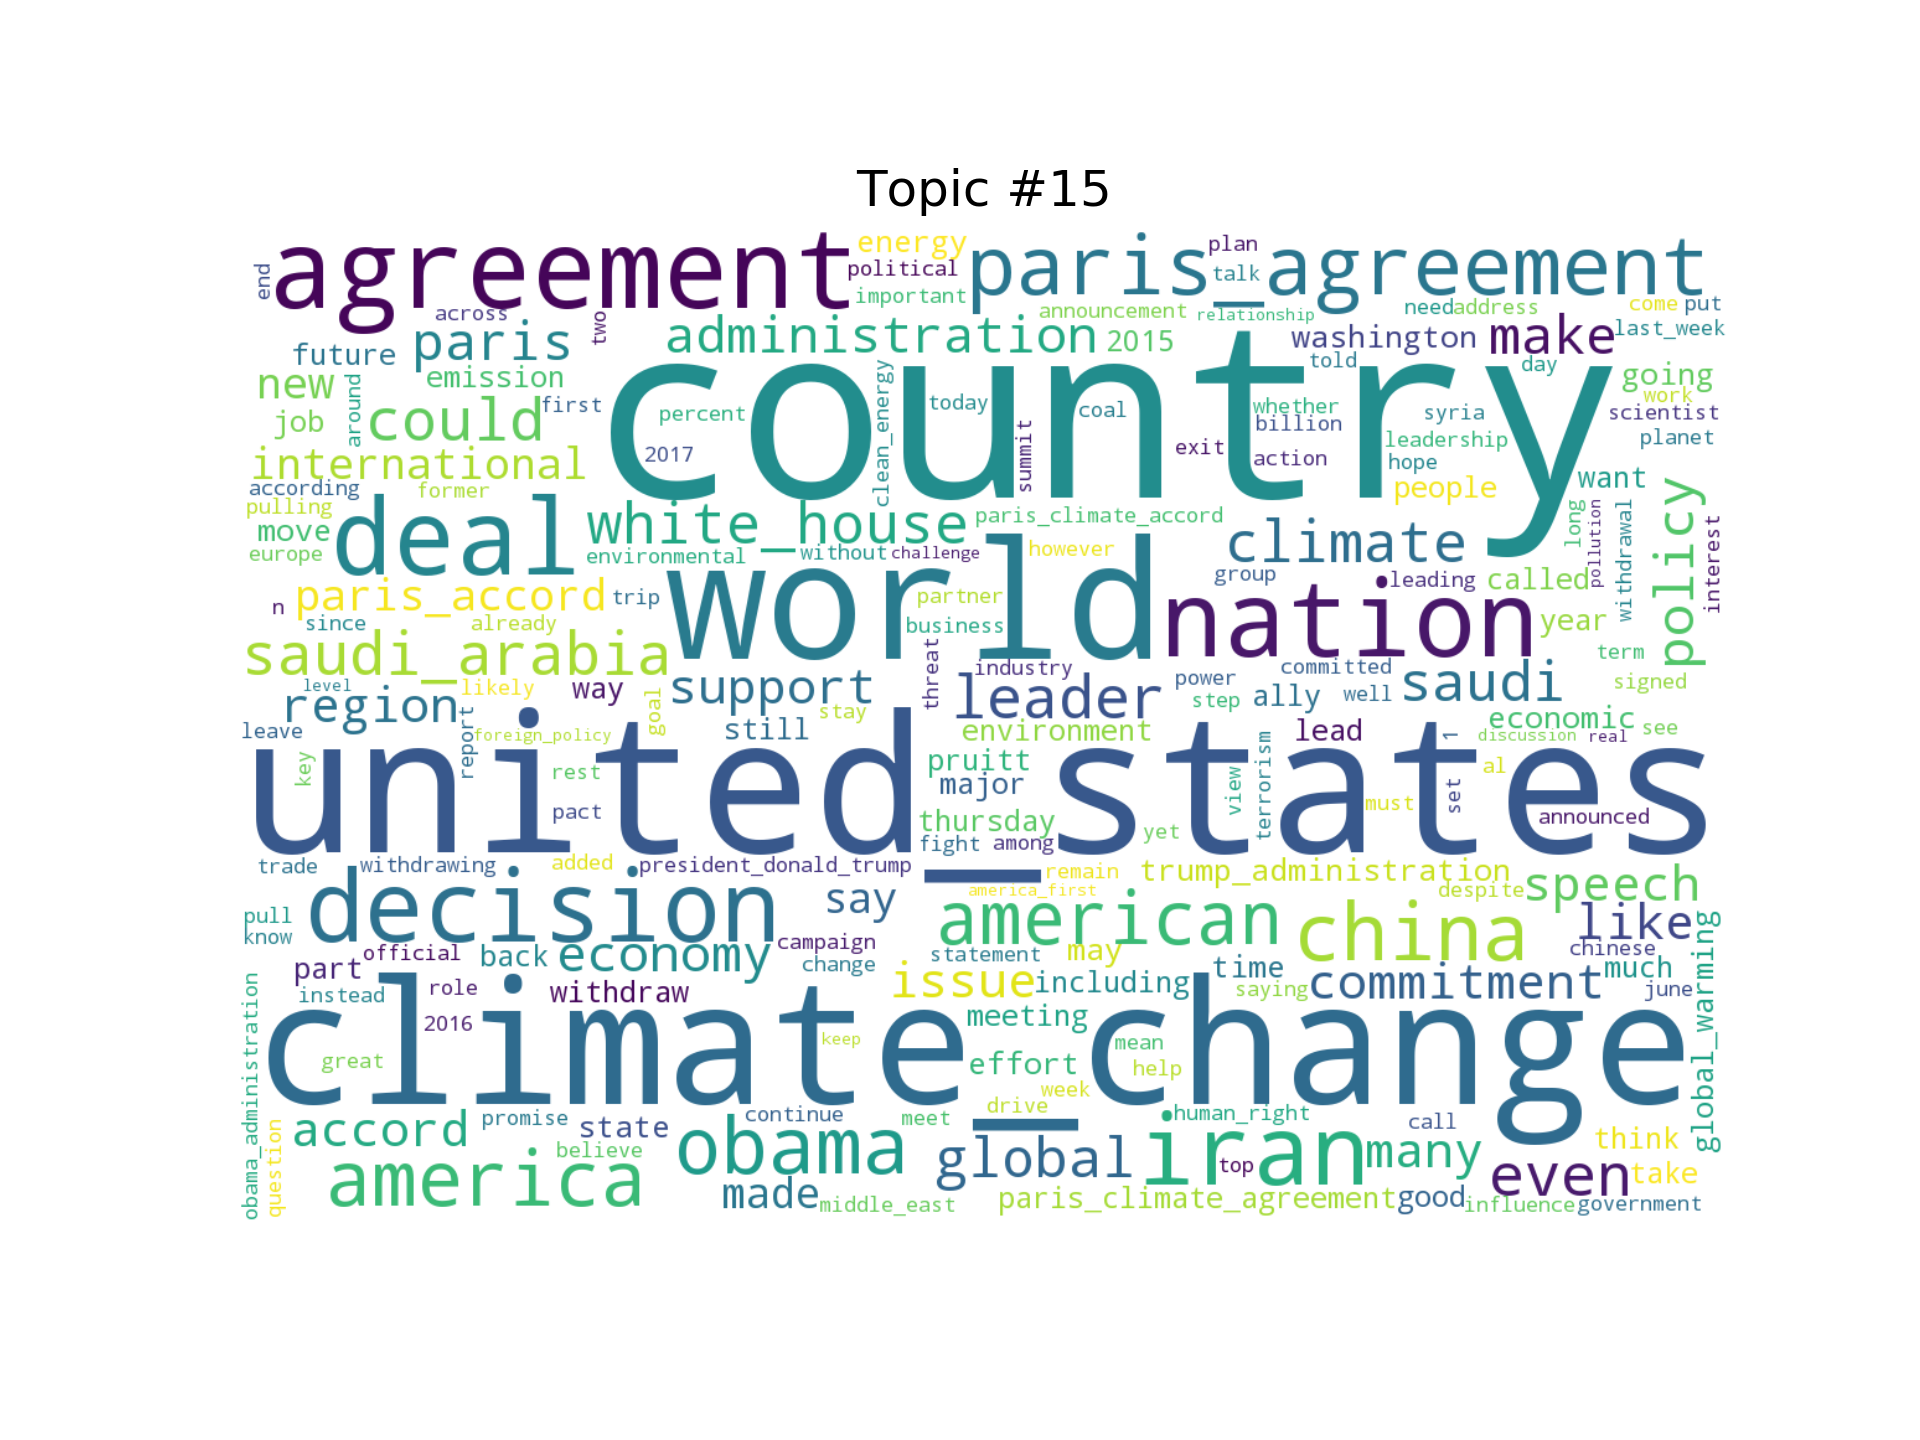 Topic #15
agreement
energy
political
important
paris_agreement
plan
talk
end
across
paris
two
administration
announcement
relationship
2015
washington
need
address
make
come
put
last_week
future
emission
new
job
around
could
first
country
percent
2017
clean_energy
today
summit
coal
exit
whether
billion
action
told
syria
leadership
hope
people
day
going
work
scientist
planet
want
international
according
former
pulling
move
europe
deal
white_house
environmental
without
challenge
paris_climate_accord
however
climate
group
leading
called
long
pollution
withdrawal
policy
interest
n
paris_accord
trip
since
already
world
partner
business
threat
industry
nation
year
term
signed
saudi_arabia
level
region
likely
way
goal
support
leader
power
committed
step
ally
well
saudi
leave
report
foreign_policy
still
stay
environment
lead
economic
discussion
real
see
united_states
key
rest
pact
pruitt
major
thursday
fight
among
view
terrorism
yet
must
set
1
al
announced
trade
withdrawing
added
president_donald_trump
remain
america_first
trump_administration
despite
speech
decision
say
american
china
like
pull
know
official
part
back
economy
campaign
change
statement
may
issue
including
time
saying
commitment
chinese
much
june
global_warming
instead
role
withdraw
2016
climate_change
great
keep
meeting
effort
mean
help
week
drive
obama_administration
question
accord
promise
state
believe
continue
obama
meet
global
human_right
iran
top
many
call
even
think
take
america
made
middle_east
paris_climate_agreement
good
influence
government